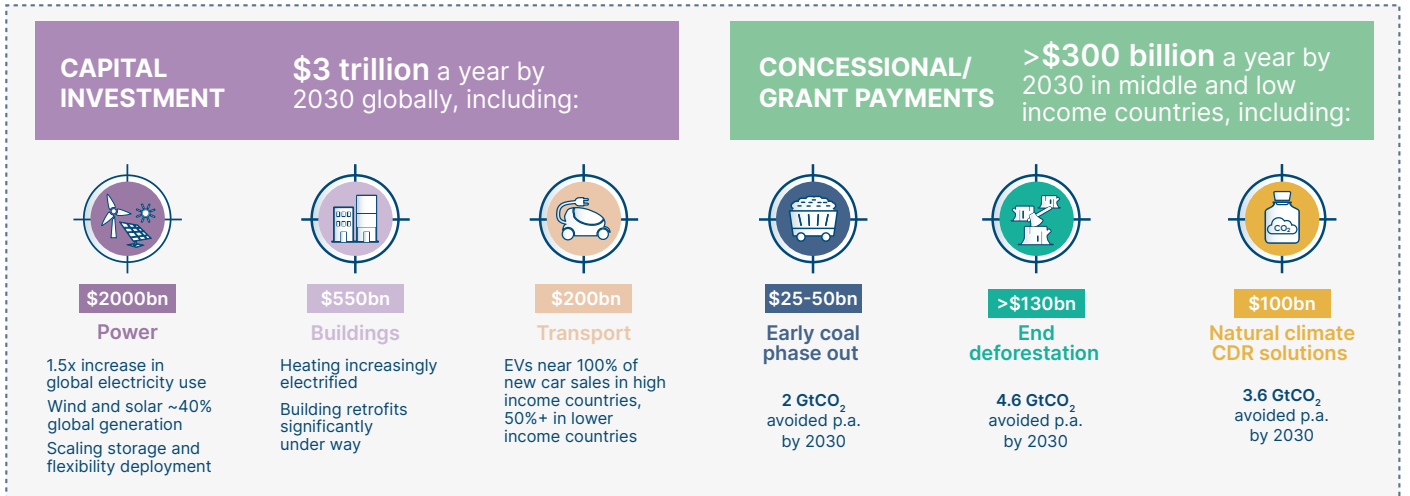 CAPITAL
INVESTMENT
$3 trillion a year by
2030 globally, including:
CONCESSIONAL/
GRANT PAYMENTS
>$300 billion a year by
2030 in middle and low
income countries, including:
$2000bn
Power
1.5x increase in
global electricity use
Wind and solar ~40%
global generation
Scaling storage and
flexibility deployment
$550bn
Buildings
Heating increasingly
electrified
Building retrofits
significantly
under way
$200bn
Transport
EVs near 100% of
new car sales in high
income countries,
50%+ in lower
income countries
$25-50bn
Early coal
phase out
2 GtCO₂
avoided p.a.
by 2030
>$130bn
End
deforestation
4.6 GtCO₂
avoided p.a.
by 2030
CO₂
$100bn
Natural climate
CDR solutions
3.6 GtCO₂
avoided p.a.
by 2030